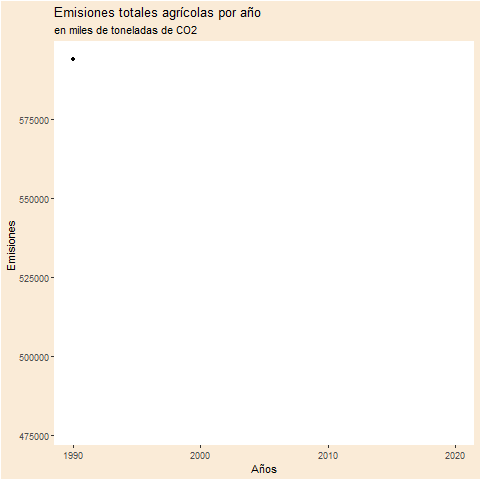 Emisiones totales agrícolas por año
en miles de toneladas de CO2
575000
550000
525000
500000
475000
Emisiones
1990 2000 2010 2020
Años